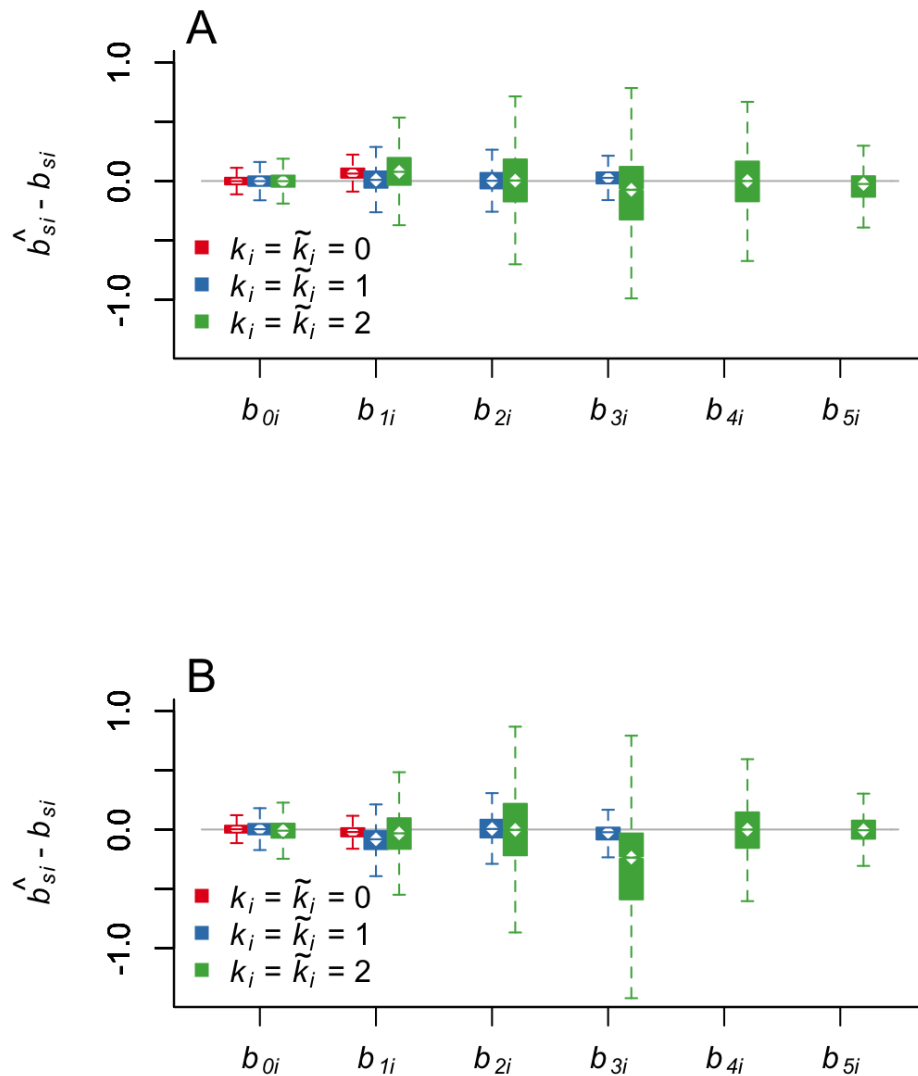 A
1.0
0.0
-1.0
b̂si - bsi
ki = k̃i = 0
ki = k̃i = 1
ki = k̃i = 2
b0i b1i b2i b3i b4i b5i
B
1.0
0.0
-1.0
b̂si - bsi
ki = k̃i = 0
ki = k̃i = 1
ki = k̃i = 2
b0i b1i b2i b3i b4i b5i